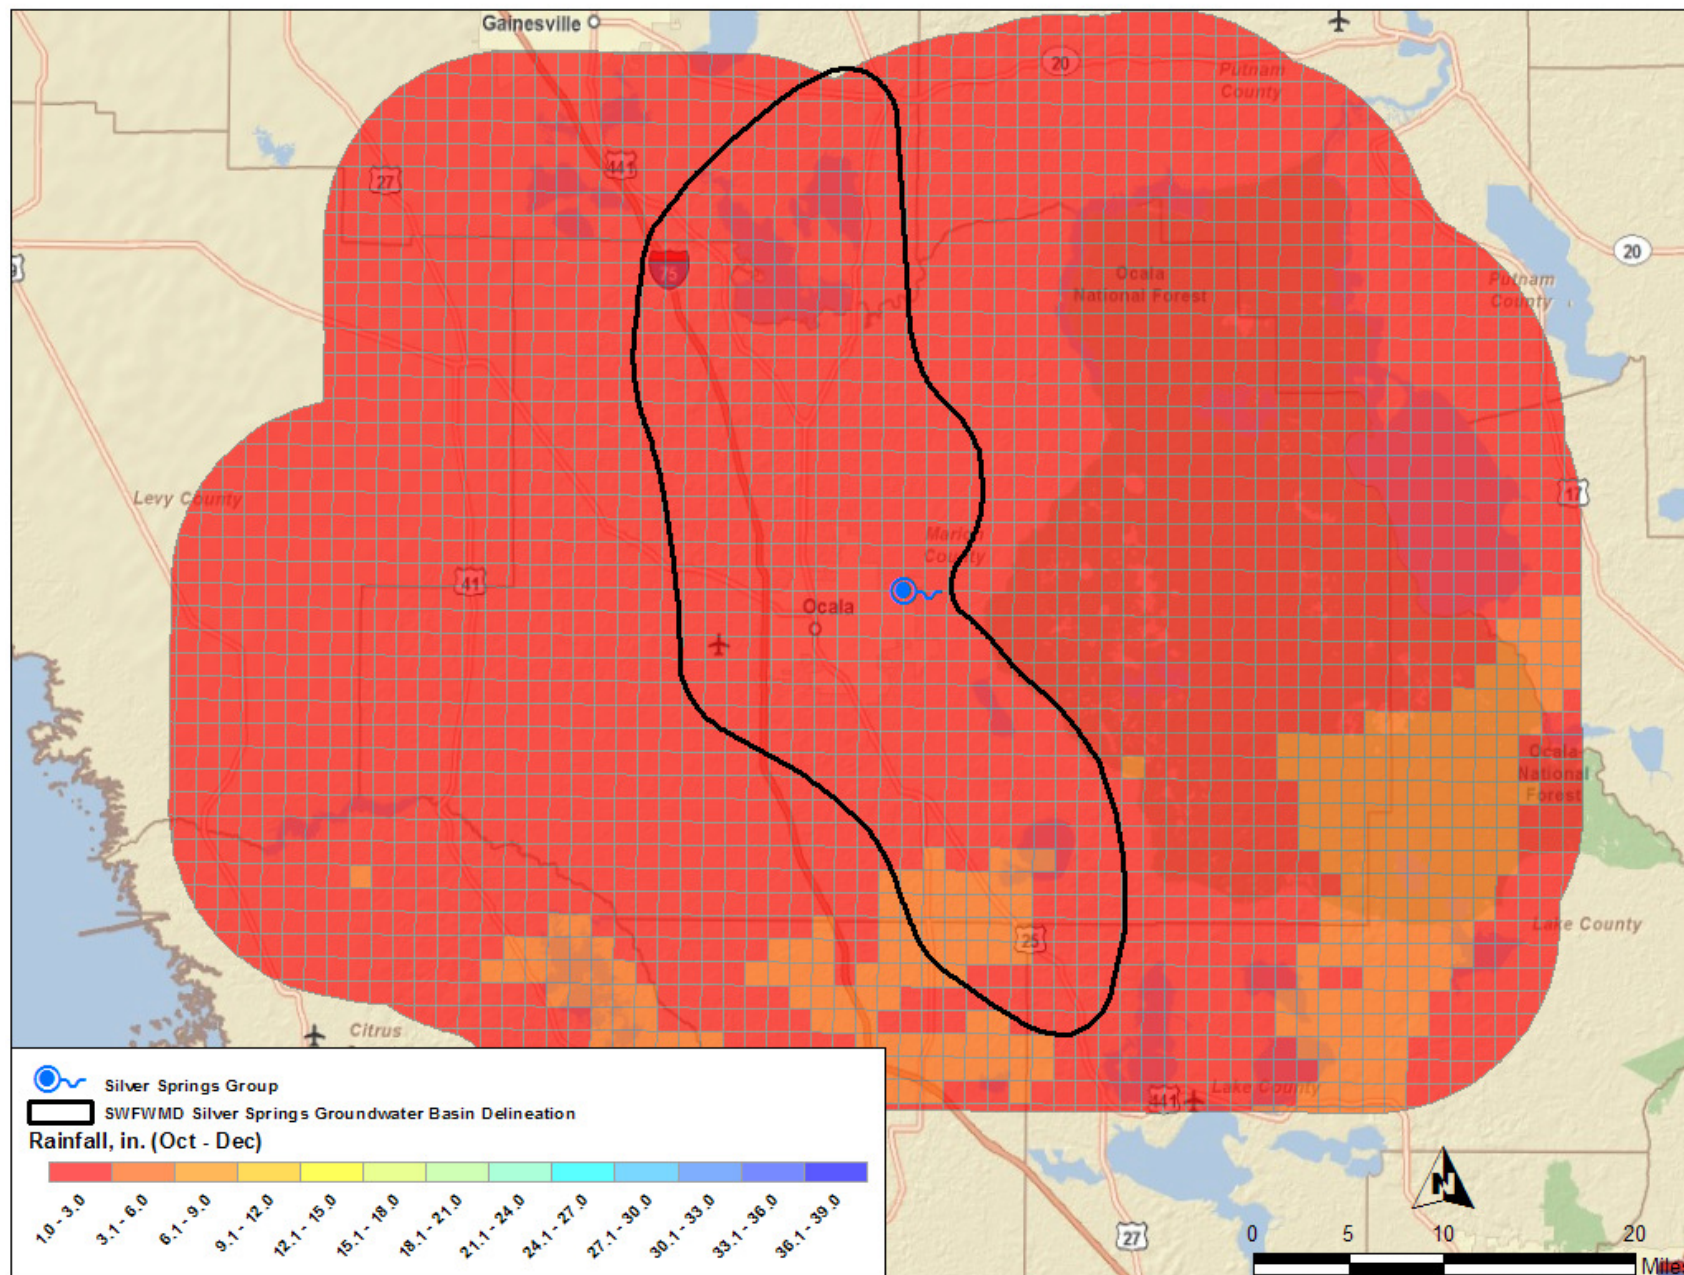 Gainesville
20
Putnam
County
441
27
75
Ocala
National Forest
20
Putnam
County
9
Levy County
17
Marion
County
41
Ocala
Ocala
National
Forest
25
Lake County
Citrus
Lake County
441
Silver Springs Group
SWFWMD Silver Springs Groundwater Basin Delineation
Rainfall, in. (Oct - Dec)
1.0 - 3.0
3.1 - 6.0
6.1 - 9.0
9.1 - 12.0
12.1 - 15.0
15.1 - 18.0
18.1 - 21.0
21.1 - 24.0
24.1 - 27.0
27.1 - 30.0
30.1 - 33.0
33.1 - 36.0
36.1 - 39.0
N
27
0 5 10 20
Miles